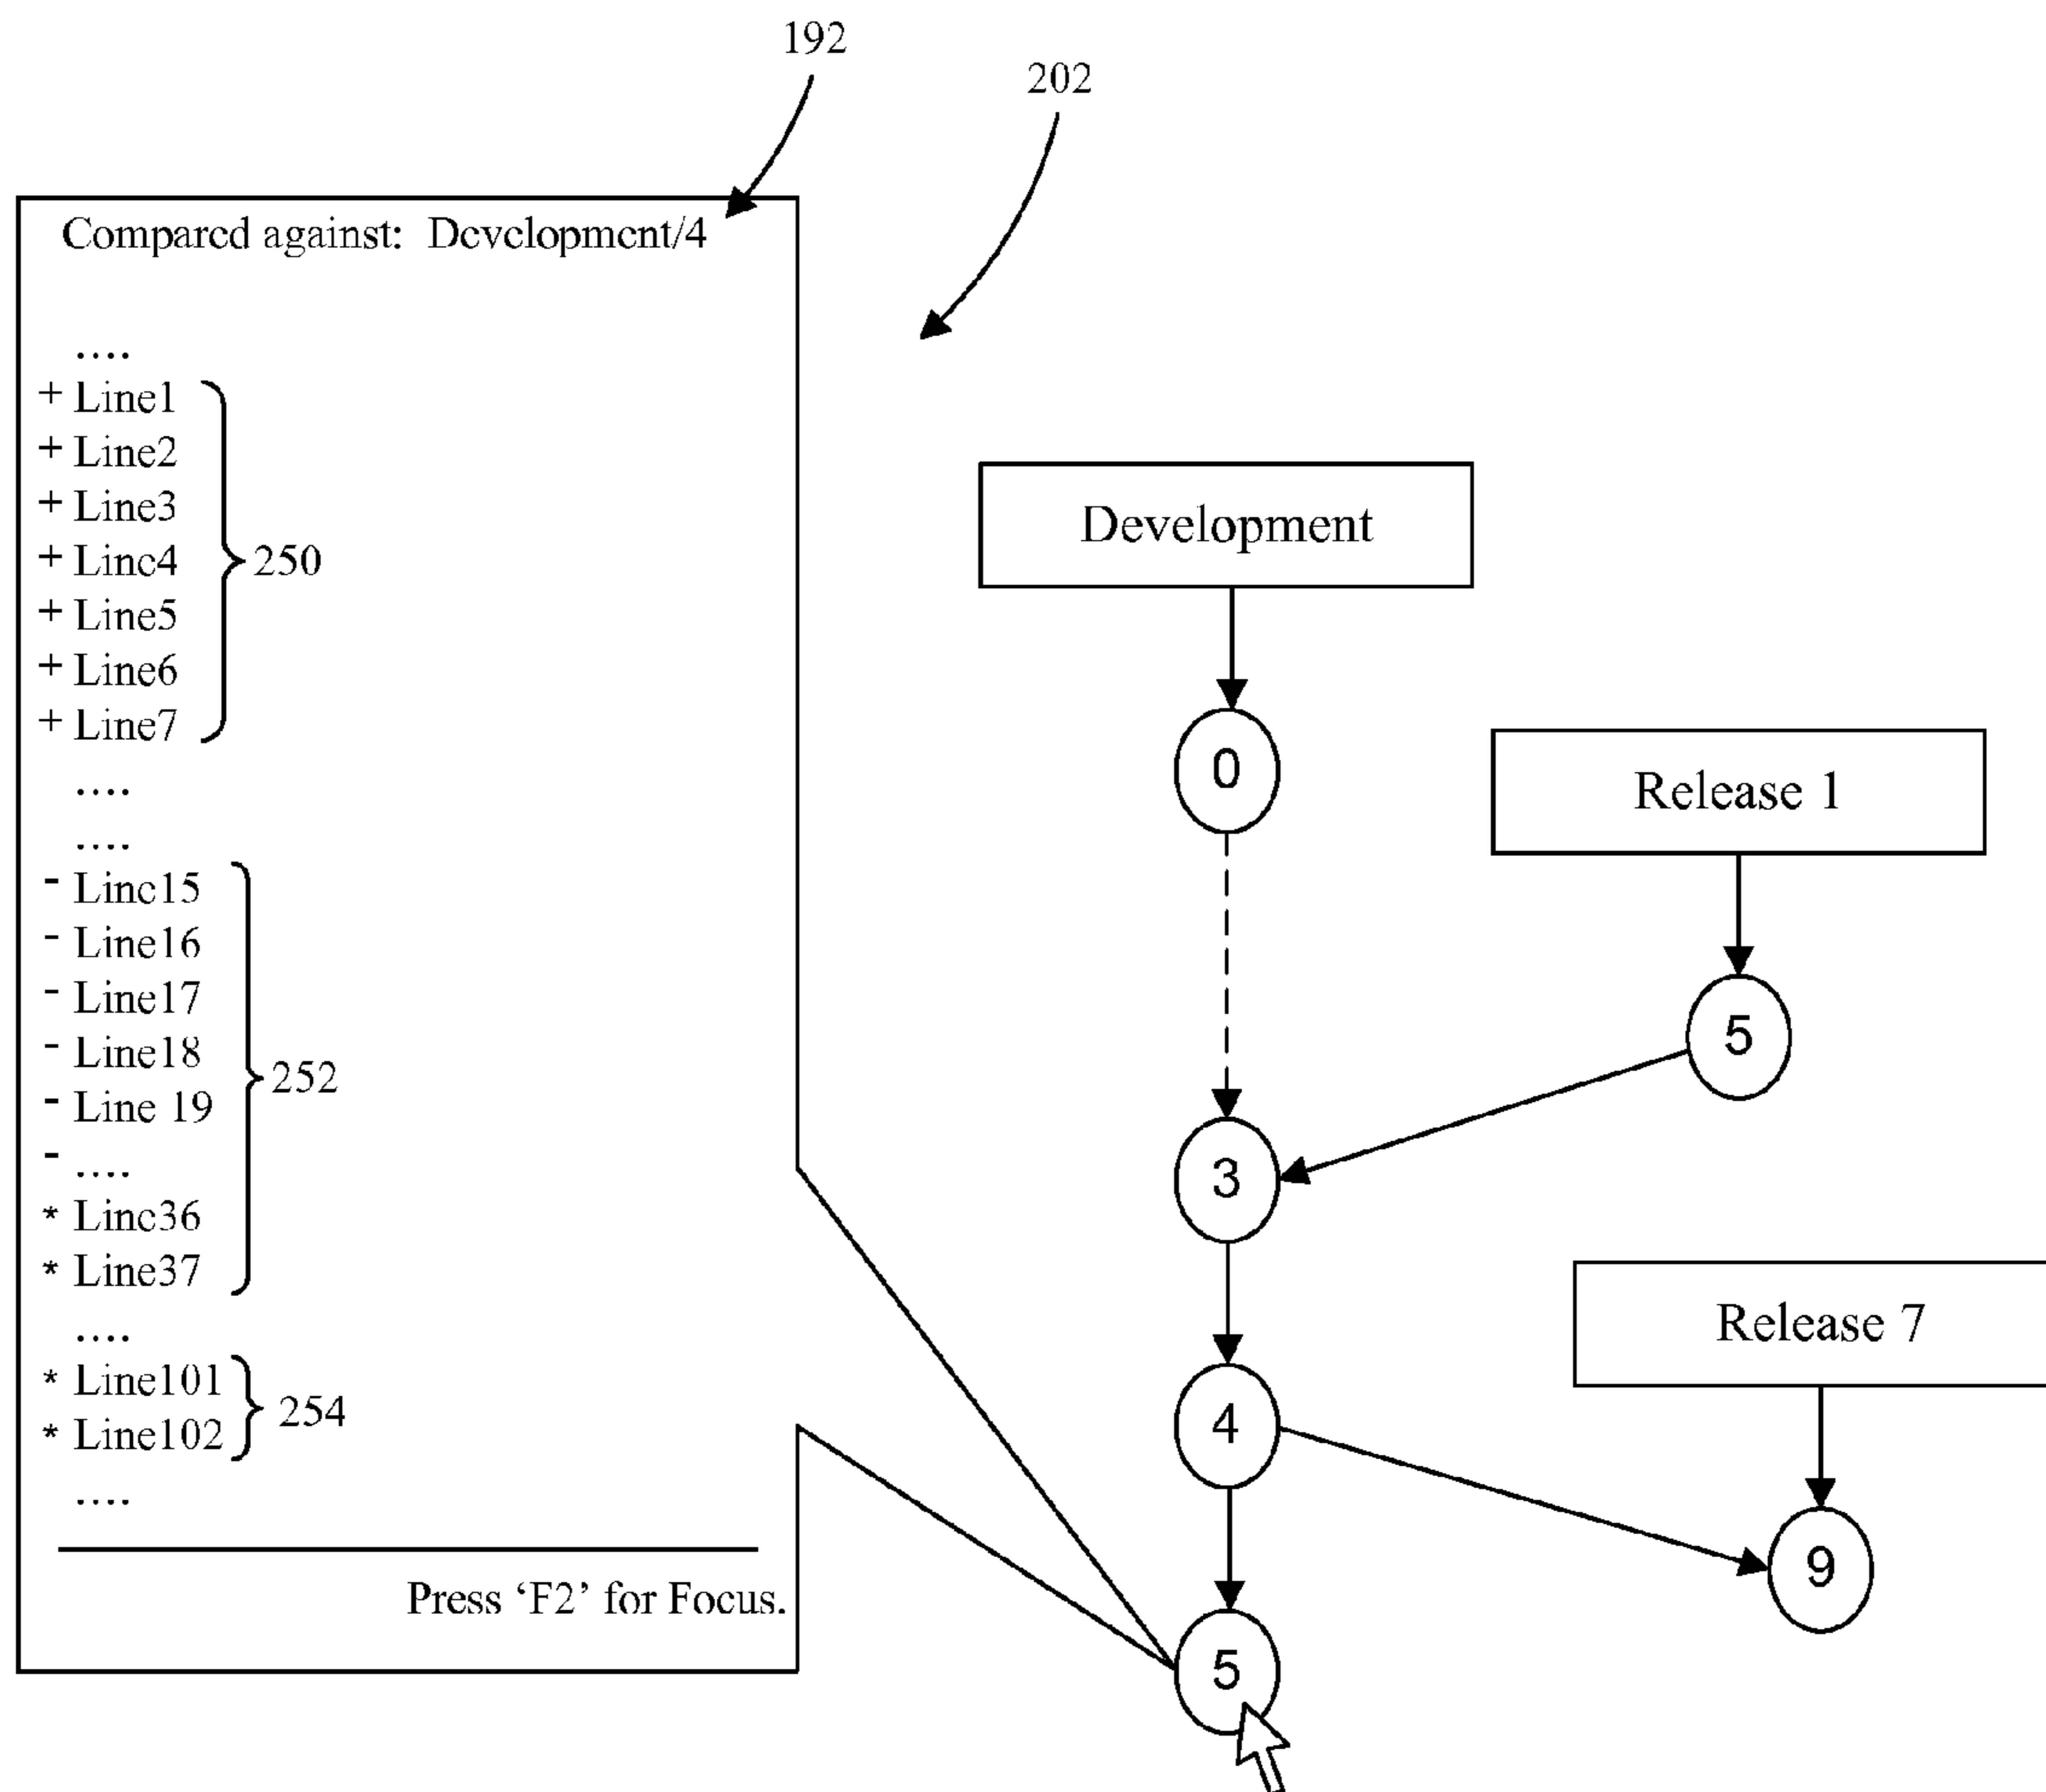 192
202
Compared against: Development/4
....
+ Line1
+ Line2
+ Line3
+ Line4
+ Line5
+ Line6
+ Line7
250
....
....
- Line15
- Line16
- Line17
- Line18
- Line 19
- ....
* Line36
* Line37
252
....
* Line101
* Line102
254
....
Press ‘F2’ for Focus.
Development
0
Release 1
5
3
Release 7
4
9
5